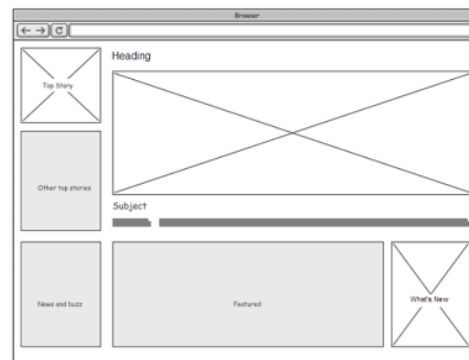 Browser
Heading
Top Story
Other top stories
Subject
News and buzz
Featured
What's New